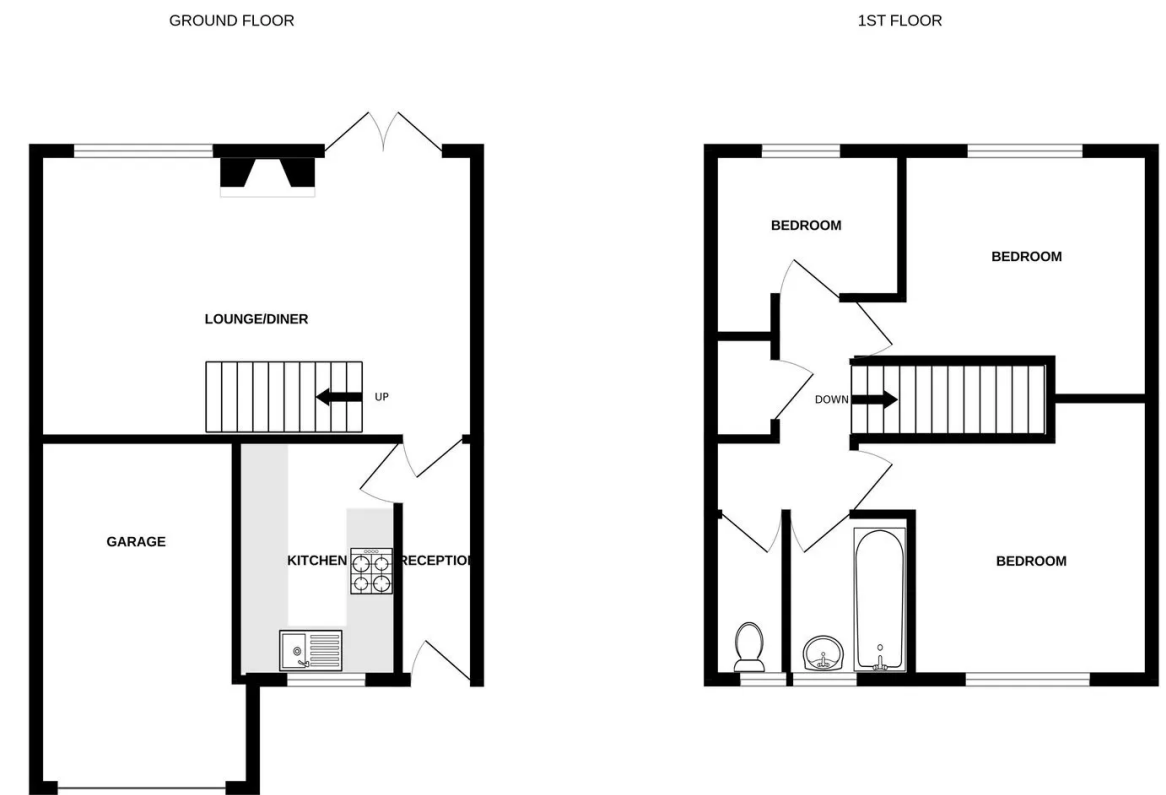 GROUND FLOOR
1ST FLOOR
BEDROOM
BEDROOM
LOUNGE/DINER
UP
DOWN
GARAGE
KITCHEN
RECEPTION
BEDROOM